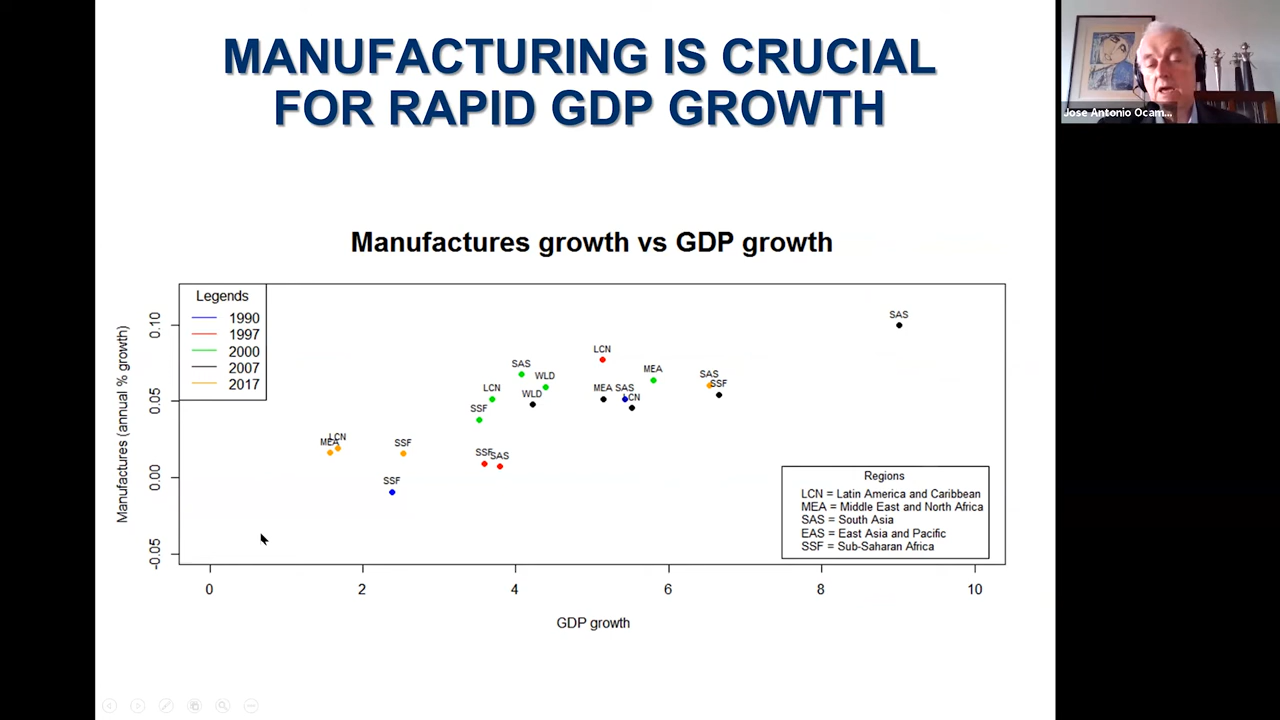 MANUFACTURING IS CRUCIAL
FOR RAPID GDP GROWTH
Jose Antonio Ocam...
Manufactures growth vs GDP growth
Legends
1990
1997
2000
2007
2017
Manufactures (annual % growth)
0.10
0.05
0.00
-0.05
SAS
LCN
SAS
WLD
MEA
SAS
SSF
LCN
WLD
MEA
SAS
LCN
SSF
MEA
LCN
SSF
SSF
SAS
SSF
Regions
LCN = Latin America and Caribbean
MEA = Middle East and North Africa
SAS = South Asia
EAS = East Asia and Pacific
SSF = Sub-Saharan Africa
0 2 4 6 8 10
GDP growth